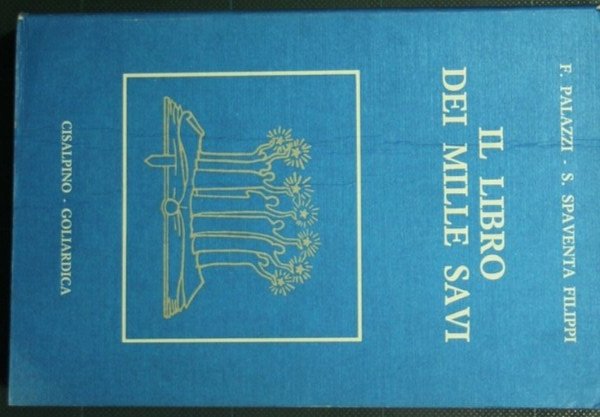 F. PALAZZI - S. SPAVENTA FILIPPI
IL LIBRO
DEI MILLE SAVI
CISALPINO - GOLIARDICA